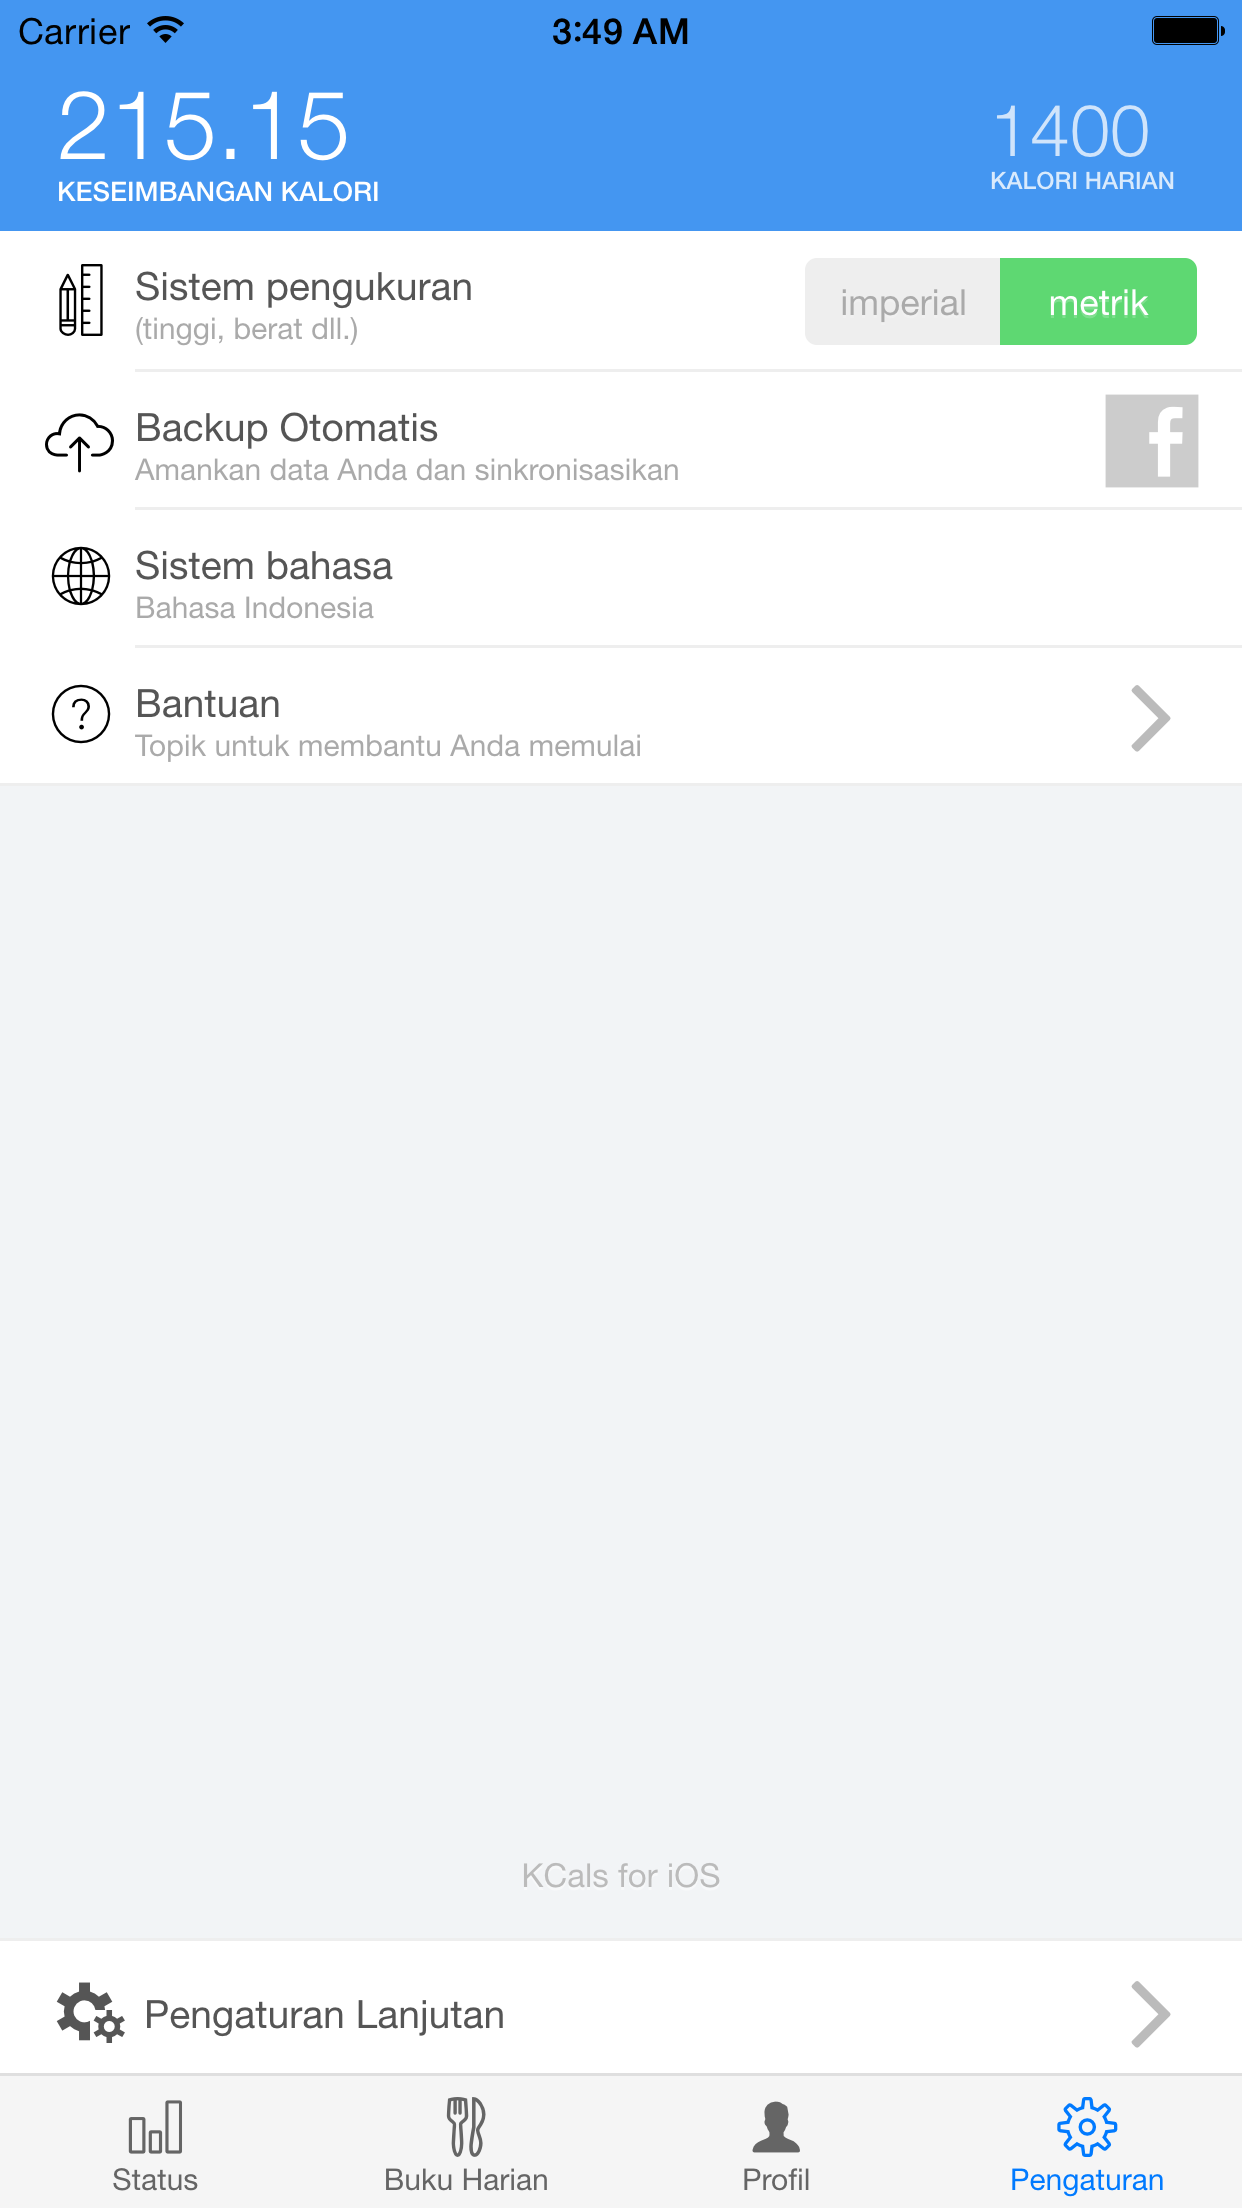 Carrier
3:49 AM
215.15
KESEIMBANGAN KALORI
1400
KALORI HARIAN
Sistem pengukuran
(tinggi, berat dll.)
imperial
metrik
Backup Otomatis
Amankan data Anda dan sinkronisasikan
f
Sistem bahasa
Bahasa Indonesia
?
Bantuan
Topik untuk membantu Anda memulai
KCals for iOS
Pengaturan Lanjutan
Status
Buku Harian
Profil
Pengaturan